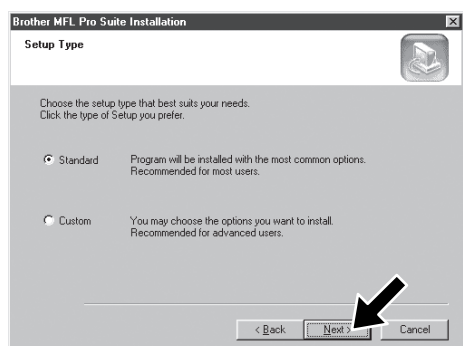 Brother MFL Pro Suite Installation
Setup Type
Choose the setup type that best suits your needs.
Click the type of Setup you prefer.
Standard
Program will be installed with the most common options.
Recommended for most users.
Custom
You may choose the options you want to install.
Recommended for advanced users.
< Back
Next >
Cancel